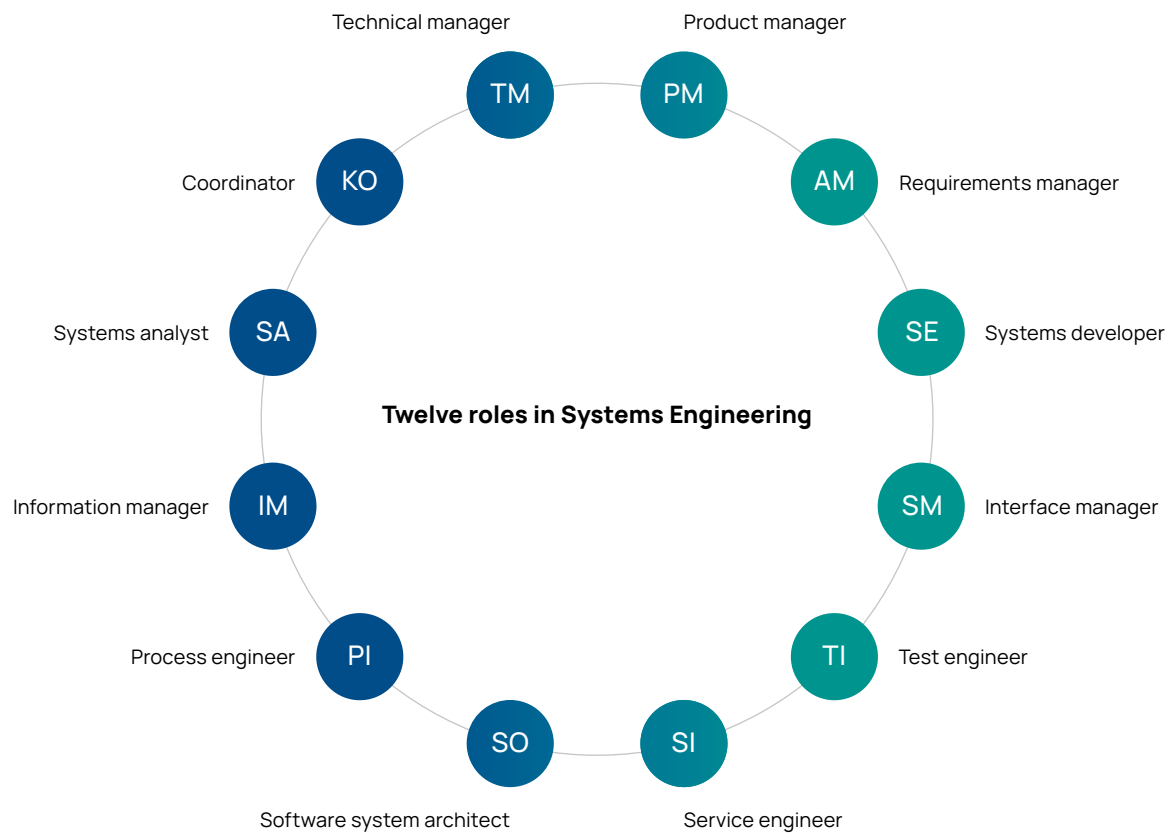 Technical manager
Product manager
TM
PM
Coordinator
KO
AM
Requirements manager
Systems analyst
SA
SE
Systems developer
Twelve roles in Systems Engineering
Information manager
IM
SM
Interface manager
Process engineer
PI
TI
Test engineer
SO
SI
Software system architect
Service engineer